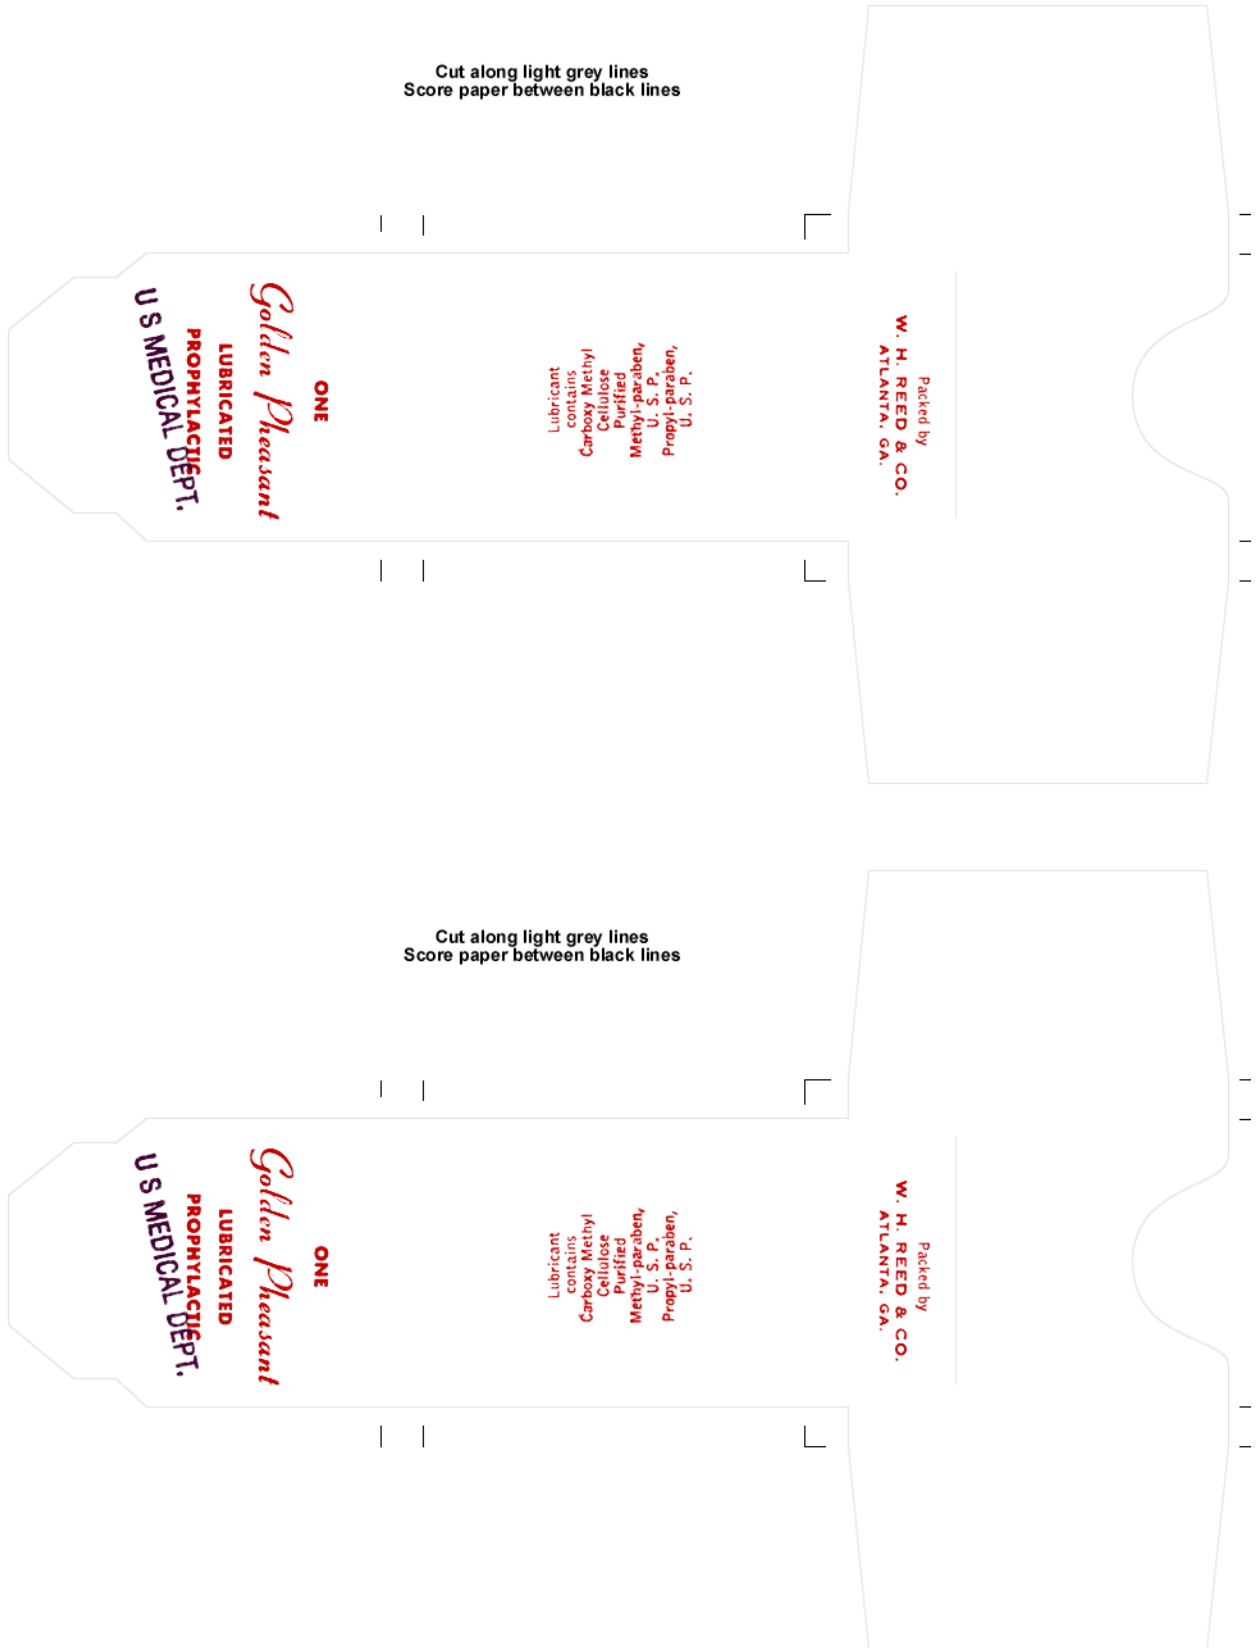 Cut along light grey lines
Score paper between black lines
ONE
Golden Pheasant
LUBRICATED
PROPHYLACTIC
U S MEDICAL DEPT.
Lubricant
contains
Carboxy Methyl
Cellulose
Purified
Methyl-paraben,
U. S. P.
Propyl-paraben,
U. S. P.
Packed by
W. H. REED & CO.
ATLANTA, GA.
Cut along light grey lines
Score paper between black lines
ONE
Golden Pheasant
LUBRICATED
PROPHYLACTIC
U S MEDICAL DEPT.
Lubricant
contains
Carboxy Methyl
Cellulose
Purified
Methyl-paraben,
U. S. P.
Propyl-paraben,
U. S. P.
Packed by
W. H. REED & CO.
ATLANTA, GA.